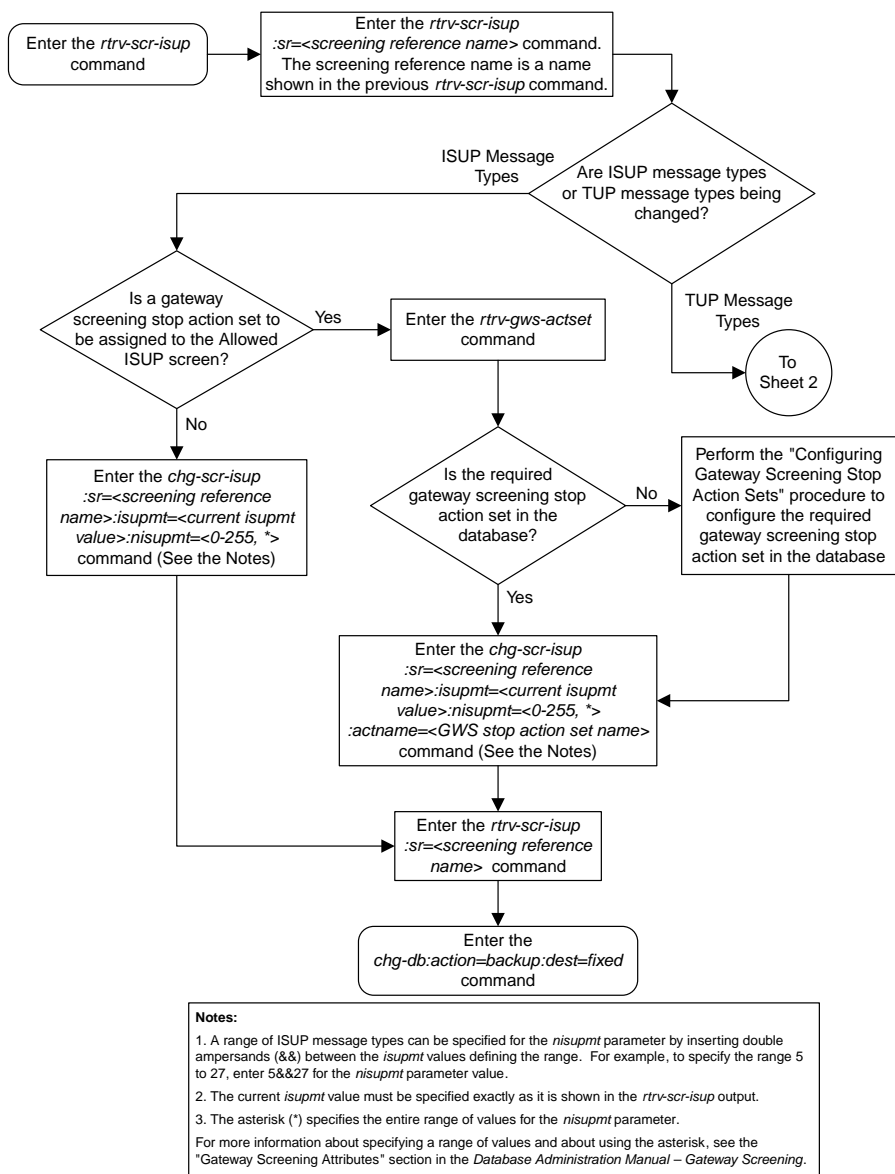 Enter the rtrv-scr-isup
command
Enter the rtrv-scr-isup
:sr=<screening reference name> command.
The screening reference name is a name
shown in the previous rtrv-scr-isup command.
ISUP Message
Types
Are ISUP message types
or TUP message types being
changed?
TUP Message
Types
To
Sheet 2
Is a gateway
screening stop action set to
be assigned to the Allowed
ISUP screen?
Yes
No
Enter the rtrv-gws-actset
command
Is the required
gateway screening stop
action set in the
database?
No
Yes
Perform the "Configuring
Gateway Screening Stop
Action Sets" procedure to
configure the required
gateway screening stop
action set in the database
Enter the chg-scr-isup
:sr=<screening reference
name>:isupmt=<current isupmt
value>:nisupmt=<0-255, *>
command (See the Notes)
Enter the chg-scr-isup
:sr=<screening reference
name>:isupmt=<current isupmt
value>:nisupmt=<0-255, *>
:actname=<GWS stop action set name>
command (See the Notes)
Enter the rtrv-scr-isup
:sr=<screening reference
name> command
Enter the
chg-db:action=backup:dest=fixed
command
Notes:
1. A range of ISUP message types can be specified for the nisupmt parameter by inserting double
ampersands (&&) between the isupmt values defining the range. For example, to specify the range 5
to 27, enter 5&&27 for the nisupmt parameter value.
2. The current isupmt value must be specified exactly as it is shown in the rtrv-scr-isup output.
3. The asterisk (*) specifies the entire range of values for the nisupmt parameter.
For more information about specifying a range of values and about using the asterisk, see the
"Gateway Screening Attributes" section in the Database Administration Manual – Gateway Screening.